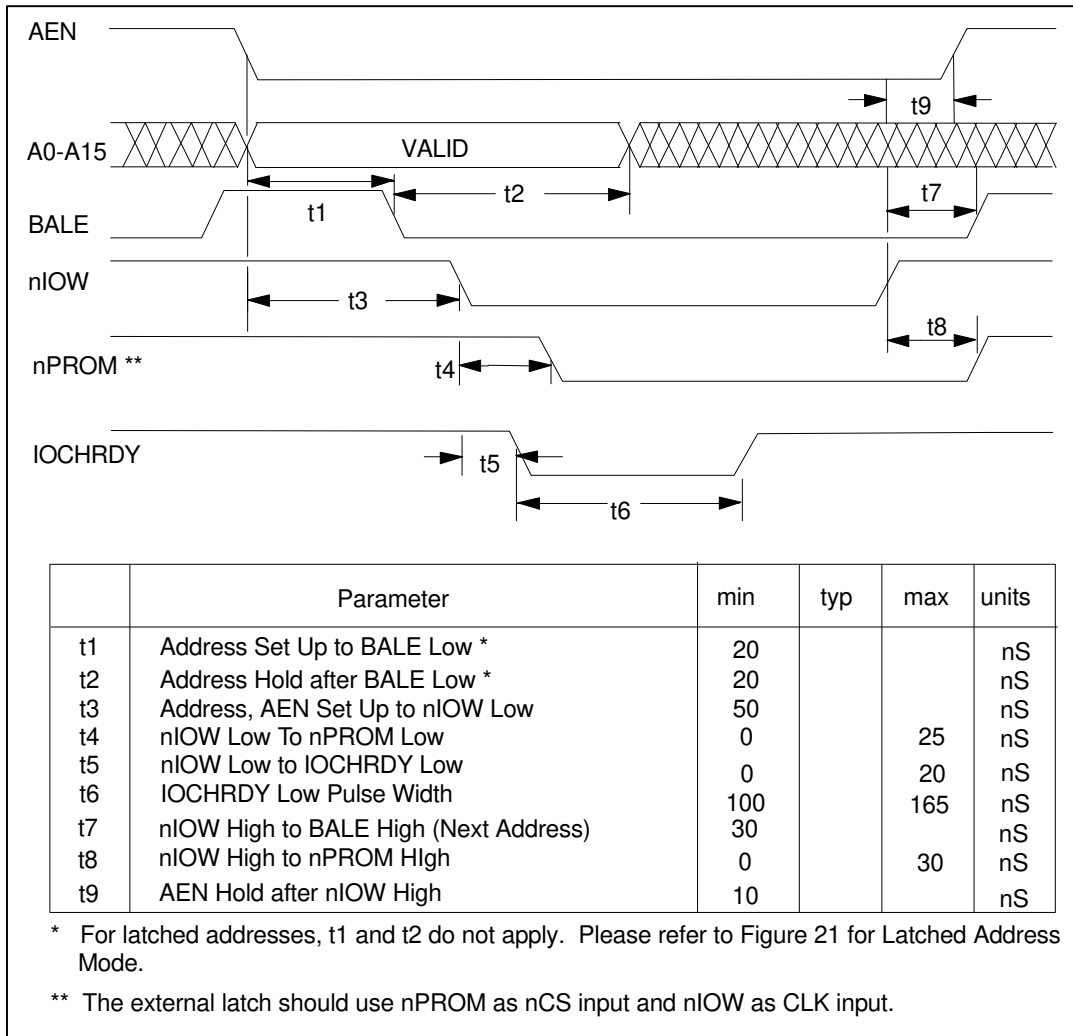 AEN
t9
A0-A15
VALID
t1
t2
t7
BALE
nIOW
t3
t8
nPROM **
t4
IOCHRDY
t5
t6
Parameter min typ max units
t1 Address Set Up to BALE Low * 20 nS
t2 Address Hold after BALE Low * 20 nS
t3 Address, AEN Set Up to nIOW Low 50 nS
t4 nIOW Low To nPROM Low 0 25 nS
t5 nIOW Low to IOCHRDY Low 0 20 nS
t6 IOCHRDY Low Pulse Width 100 165 nS
t7 nIOW High to BALE High (Next Address) 30 nS
t8 nIOW High to nPROM HIgh 0 30 nS
t9 AEN Hold after nIOW High 10 nS
* For latched addresses, t1 and t2 do not apply. Please refer to Figure 21 for Latched Address
Mode.
** The external latch should use nPROM as nCS input and nIOW as CLK input.